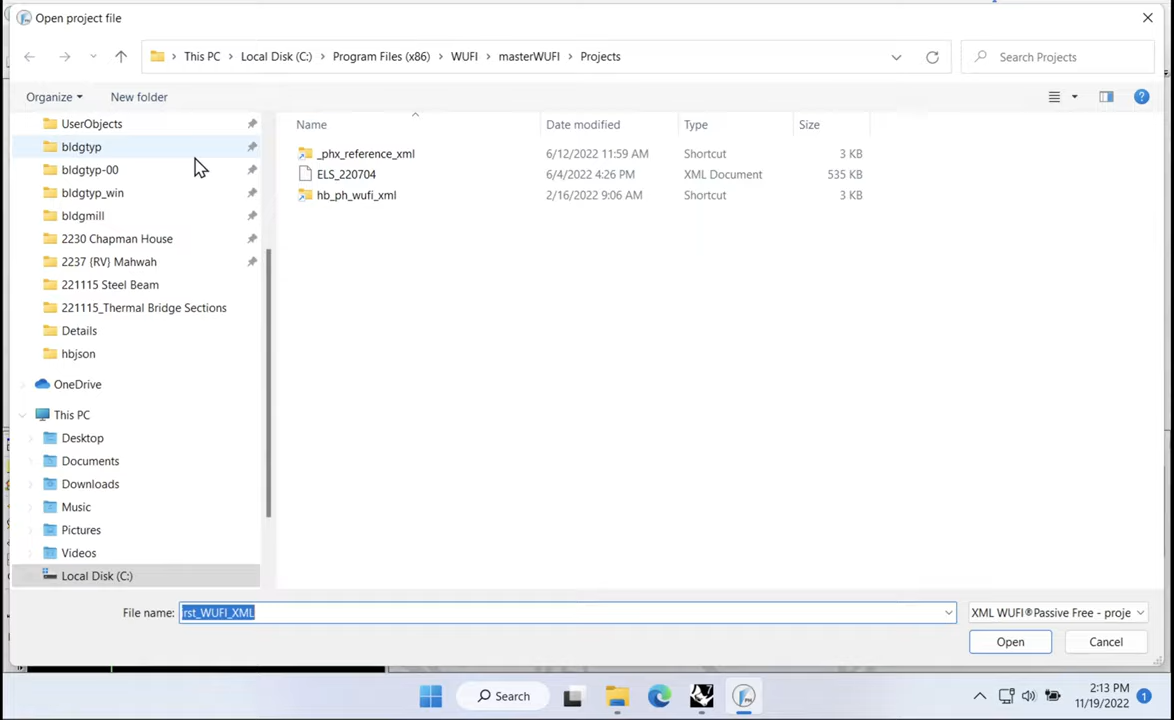 Open project file
This PC > Local Disk (C:) > Program Files (x86) > WUFI > masterWUFI > Projects
Search Projects
Organize
New folder
Name
Date modified
Type
Size
UserObjects
bldgtyp
bldgtyp-00
bldgtyp_win
bldgmill
2230 Chapman House
2237 (RV) Mahwah
221115 Steel Beam
221115_Thermal Bridge Sections
Details
hbjson
OneDrive
This PC
Desktop
Documents
Downloads
Music
Pictures
Videos
Local Disk (C:)
_phx_reference_xml 6/12/2022 11:59 AM Shortcut 3 KB
ELS_220704 6/4/2022 4:26 PM XML Document 535 KB
hb_ph_wufi_xml 2/16/2022 9:06 AM Shortcut 3 KB
File name: rst_WUFI_XML
XML WUFI®Passive Free - proje
Open
Cancel
Search
2:13 PM
11/19/2022
1